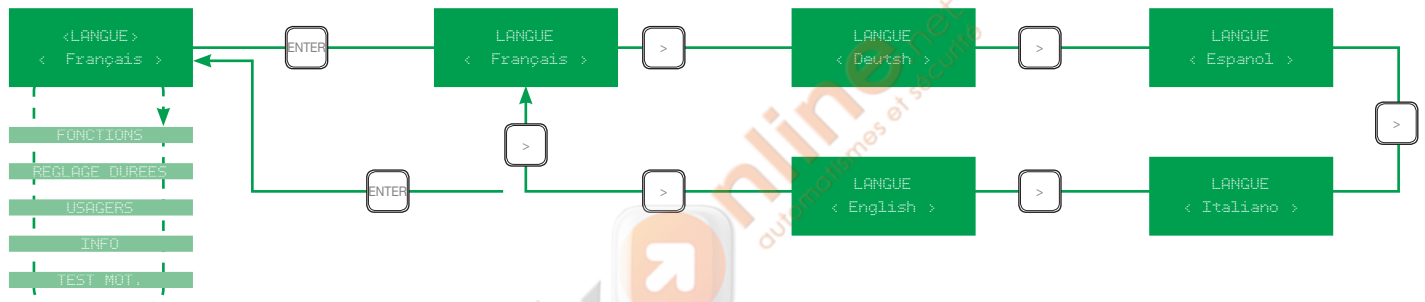 <LANGUE>
< Français >
ENTER
LANGUE
< Français >
>
LANGUE
< Deutsh >
>
LANGUE
< Espanol >
>
FONCTIONS
REGLAGE DUREES
USAGERS
INFO
TEST MOT.
ENTER
>
>
LANGUE
< English >
>
LANGUE
< Italiano >
nline.net
automatismes et sécurité